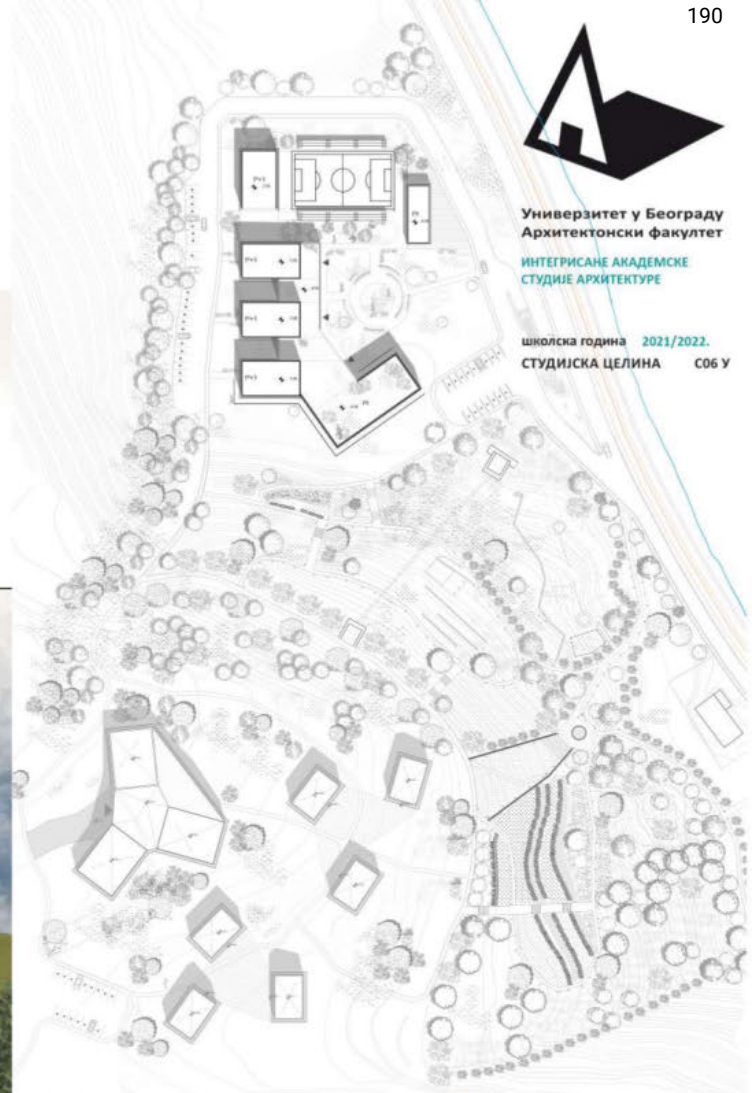 190
Универзитет у Београду
Архитектонски факултет
ИНТЕГРИСАНЕ АКАДЕМСКЕ
СТУДИЈЕ АРХИТЕКТУРЕ
школска година 2021/2022.
СТУДИЈСКА ЦЕЛИНА С06 У